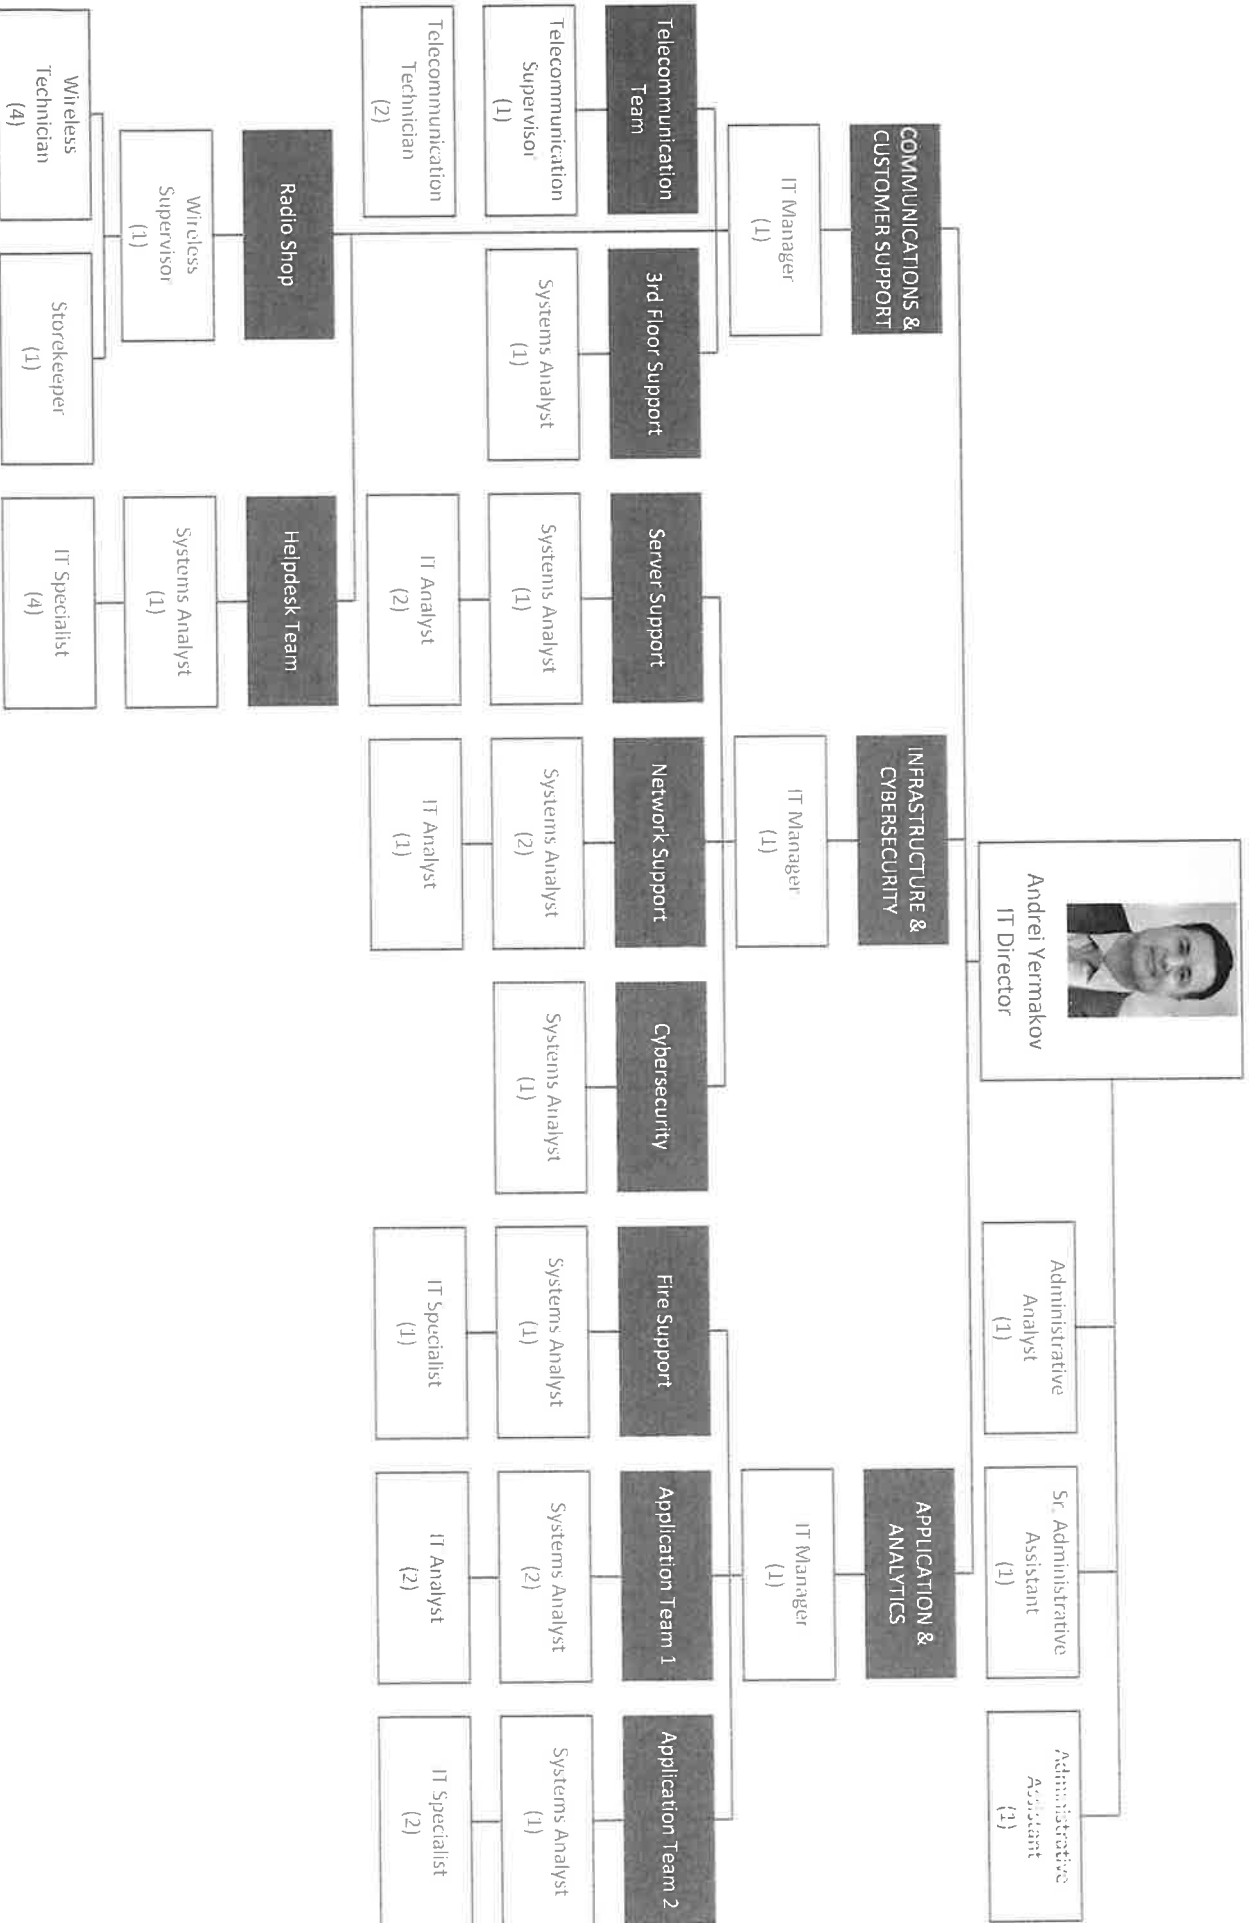 Andrei Yermakov
IT Director
Administrative
Analyst
(1)
Sr. Administrative
Assistant
(1)
Administrative
Assistant
(1)
COMMUNICATIONS &
CUSTOMER SUPPORT
IT Manager
(1)
Telecommunication
Team
Telecommunication
Supervisor
(1)
Telecommunication
Technician
(2)
3rd Floor Support
Systems Analyst
(1)
Radio Shop
Wireless
Supervisor
(1)
Wireless
Technician
(4)
Storekeeper
(1)
Helpdesk Team
Systems Analyst
(1)
IT Specialist
(4)
INFRASTRUCTURE &
CYBERSECURITY
IT Manager
(1)
Server Support
Systems Analyst
(1)
IT Analyst
(2)
Network Support
Systems Analyst
(2)
IT Analyst
(1)
Cybersecurity
Systems Analyst
(1)
APPLICATION &
ANALYTICS
IT Manager
(1)
Fire Support
Systems Analyst
(1)
IT Specialist
(1)
Application Team 1
Systems Analyst
(2)
IT Analyst
(2)
Application Team 2
Systems Analyst
(1)
IT Specialist
(2)